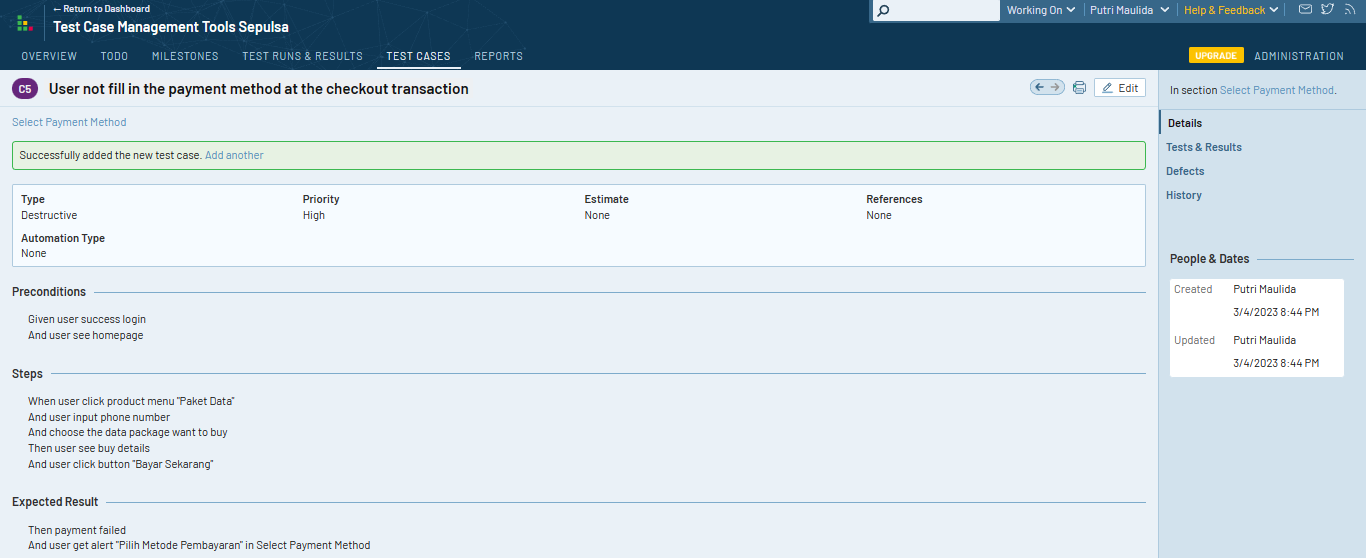 ← Return to Dashboard
Test Case Management Tools Sepulsa
Working On
Putri Maulida
Help & Feedback
OVERVIEW TODO MILESTONES TEST RUNS & RESULTS TEST CASES REPORTS
UPGRADE ADMINISTRATION
C5 User not fill in the payment method at the checkout transaction
Edit
Select Payment Method
Successfully added the new test case. Add another
Type Priority Estimate References
Destructive High None None
Automation Type
None
Preconditions
Given user success login
And user see homepage
Steps
When user click product menu "Paket Data"
And user input phone number
And choose the data package want to buy
Then user see buy details
And user click button "Bayar Sekarang"
Expected Result
Then payment failed
And user get alert "Pilih Metode Pembayaran" in Select Payment Method
In section Select Payment Method.
Details
Tests & Results
Defects
History
People & Dates
Created Putri Maulida
3/4/2023 8:44 PM
Updated Putri Maulida
3/4/2023 8:44 PM